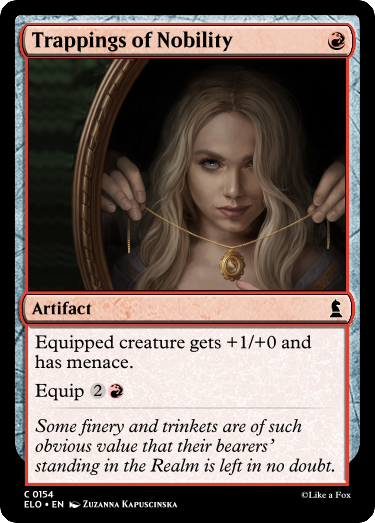 Trappings of Nobility
Artifact
Equipped creature gets +1/+0 and
has menace.
Equip 2
Some finery and trinkets are of such
obvious value that their bearers’
standing in the Realm is left in no doubt.
C 0154
ELO • EN Zuzanna Kapuscinska
©Like a Fox